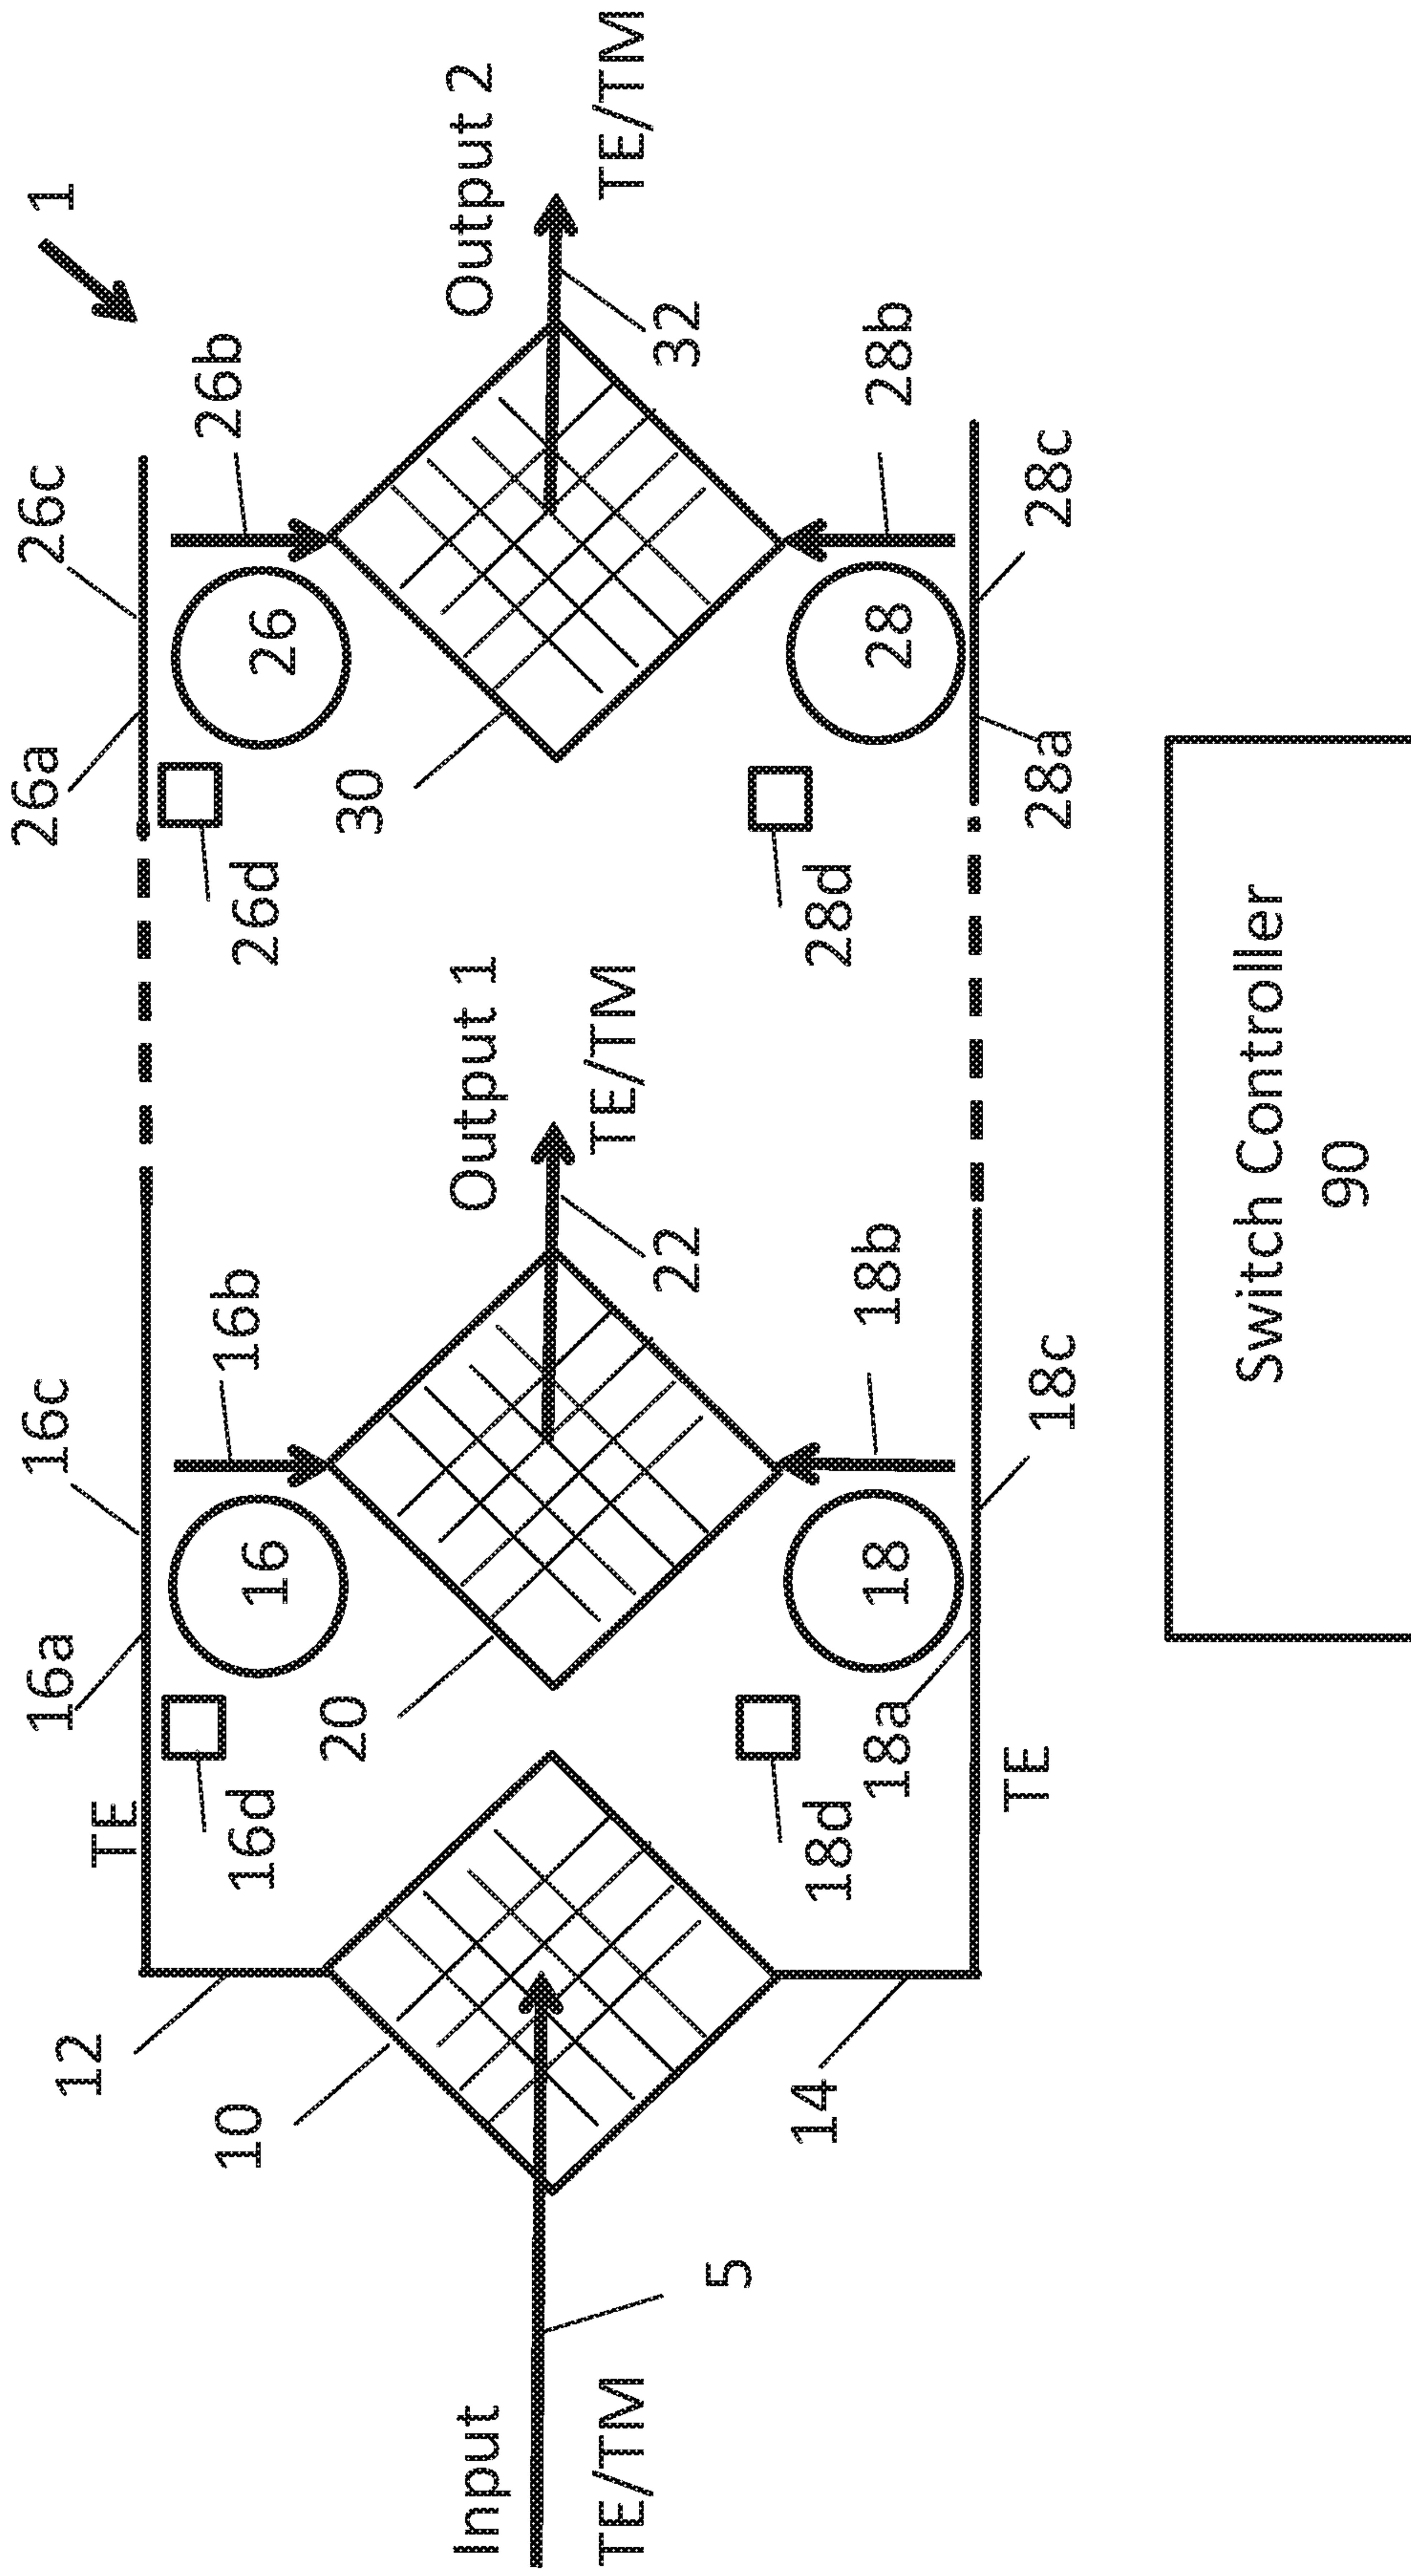 1
26a
26c
26b
26
26d
30
Output 2
TE/TM
32
28
28b
28d
28a
28c
TE
16a
16c
16b
16
16d
20
Output 1
TE/TM
22
18
18b
18d
18a
18c
TE
12
10
14
5
Input
TE/TM
Switch Controller
90